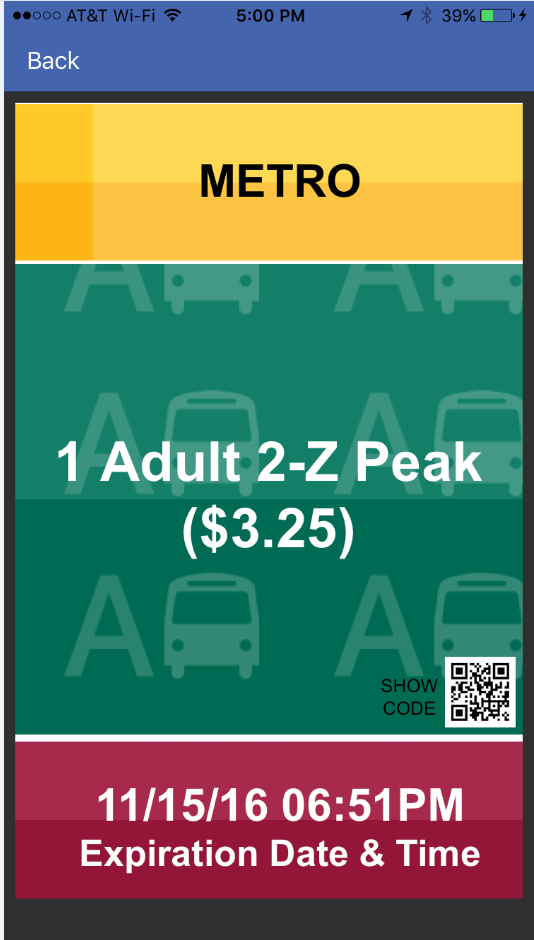 AT&T Wi-Fi 5:00 PM 39%
Back
METRO
1 Adult 2-Z Peak
($3.25)
SHOW
CODE
11/15/16 06:51PM
Expiration Date & Time